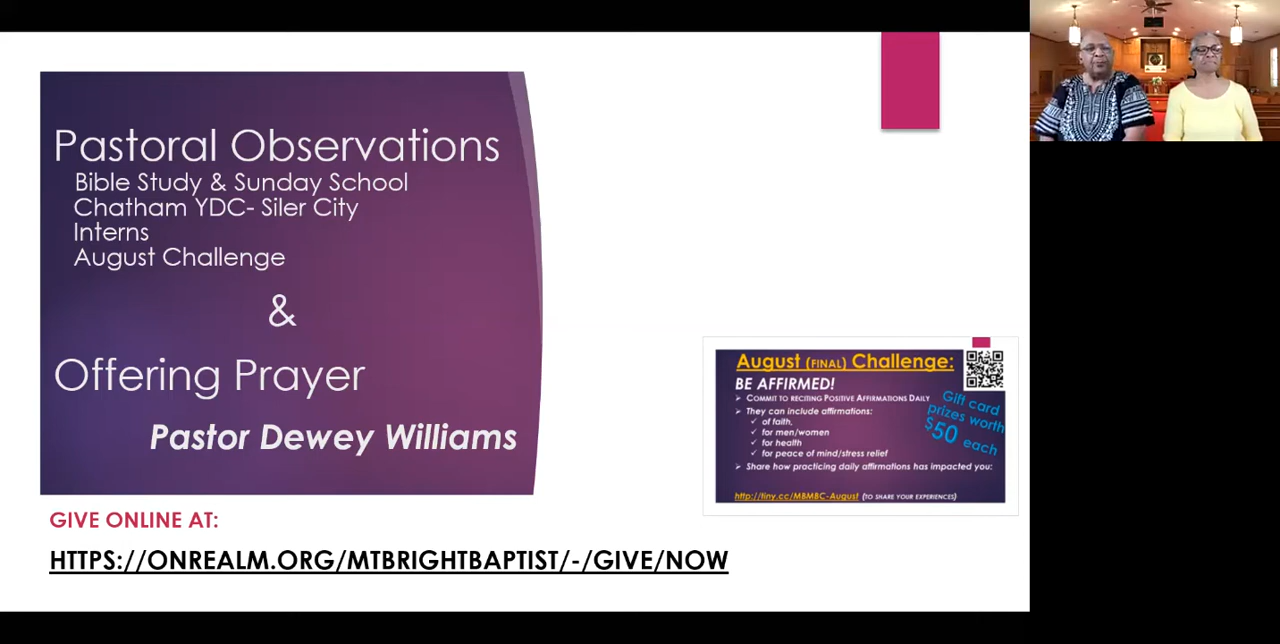 Pastoral Observations
Bible Study & Sunday School
Chatham YDC- Siler City
Interns
August Challenge
&
Offering Prayer
Pastor Dewey Williams
GIVE ONLINE AT:
HTTPS://ONREALM.ORG/MTBRIGHTBAPTIST/-/GIVE/NOW
August (FINAL) Challenge:
BE AFFIRMED!
COMMIT TO RECITING POSITIVE AFFIRMATIONS DAILY
They can include affirmations:
of faith.
for men/women
for health
for peace of mind/stress relief
Share how practicing daily affirmations has impacted you:
http://tiny.cc/MBMBC-August (TO SHARE YOUR EXPERIENCES)
Gift card
prizes worth
$50 each